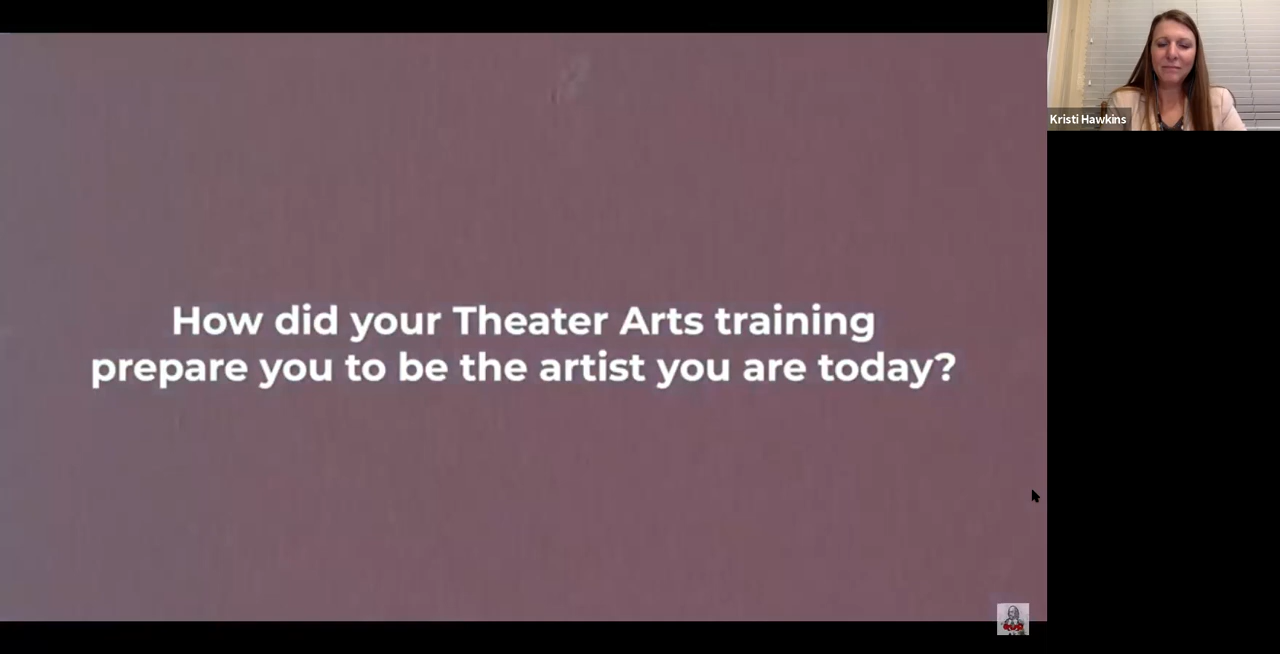 How did your Theater Arts training
prepare you to be the artist you are today?
Kristi Hawkins